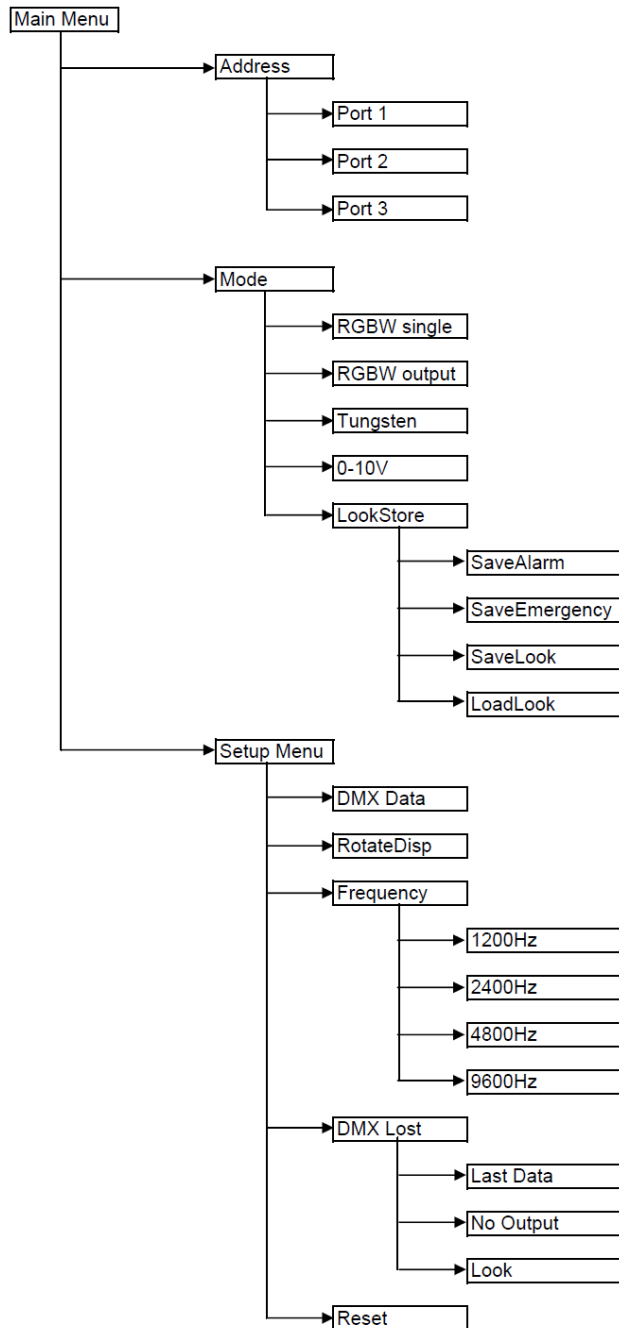 Main Menu
Address
Port 1
Port 2
Port 3
Mode
RGBW single
RGBW output
Tungsten
0-10V
LookStore
SaveAlarm
SaveEmergency
SaveLook
LoadLook
Setup Menu
DMX Data
RotateDisp
Frequency
1200Hz
2400Hz
4800Hz
9600Hz
DMX Lost
Last Data
No Output
Look
Reset